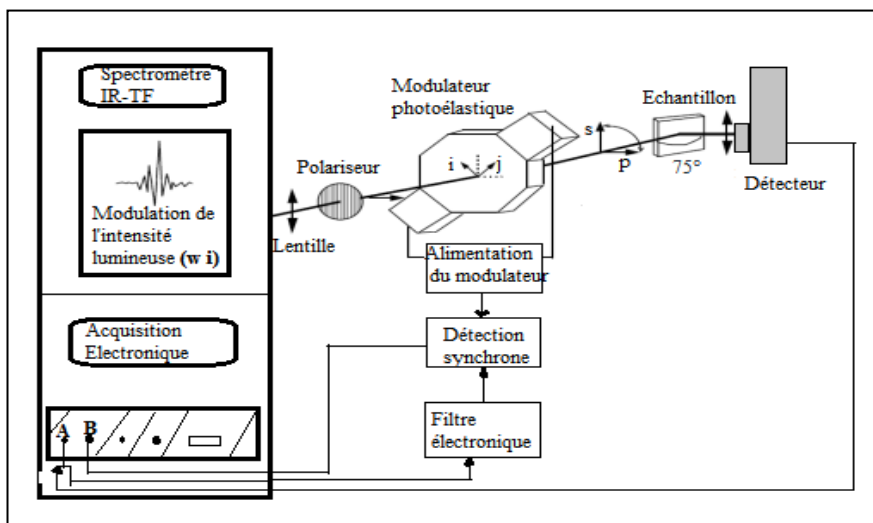 Spectromètre
IR-TF
Modulation de
l'intensité
lumineuse (w i)
Acquisition
Electronique
A B
Lentille
Polariseur
Modulateur
photoélastique
i j
s
p
Echantillon
75°
Détecteur
Alimentation
du modulateur
Détection
synchrone
Filtre
électronique